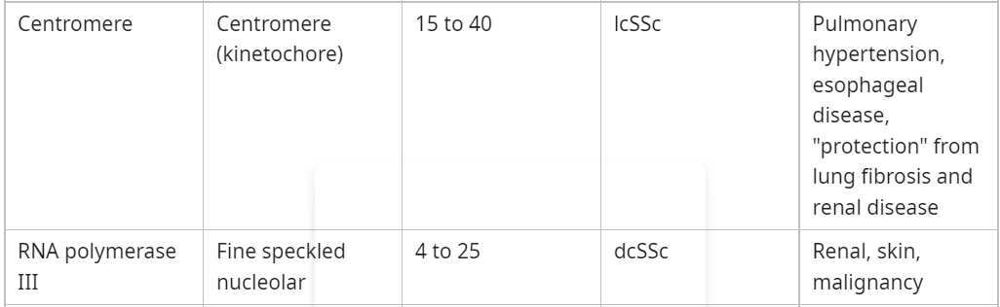 Centromere
Centromere
(kinetochore)
15 to 40
lcSSc
Pulmonary
hypertension,
esophageal
disease,
"protection" from
lung fibrosis and
renal disease
RNA polymerase
III
Fine speckled
nucleolar
4 to 25
dcSSc
Renal, skin,
malignancy